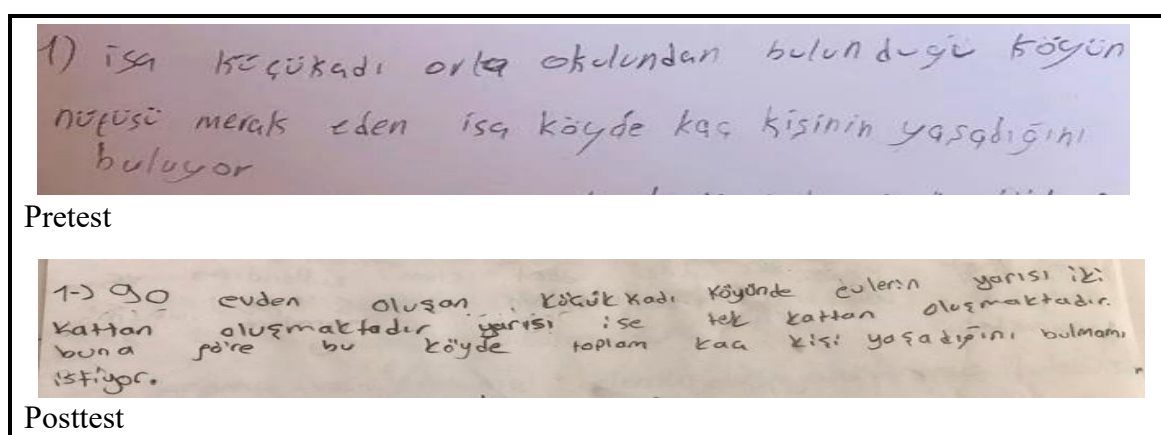 1) isa küçükadı orta okulundan bulunduğu köyün
nüfusü merak eden isa köyde kaç kişinin yaşadığını
buluyor
Pretest
1-) 90 evden oluşan küçük kadı köyünde evlerin yarısı iki
kattan oluşmaktadır yarısı ise tek kattan oluşmaktadır.
buna göre bu köyde toplam kaç kişi yaşadığını bulmamı
istiyor.
Posttest